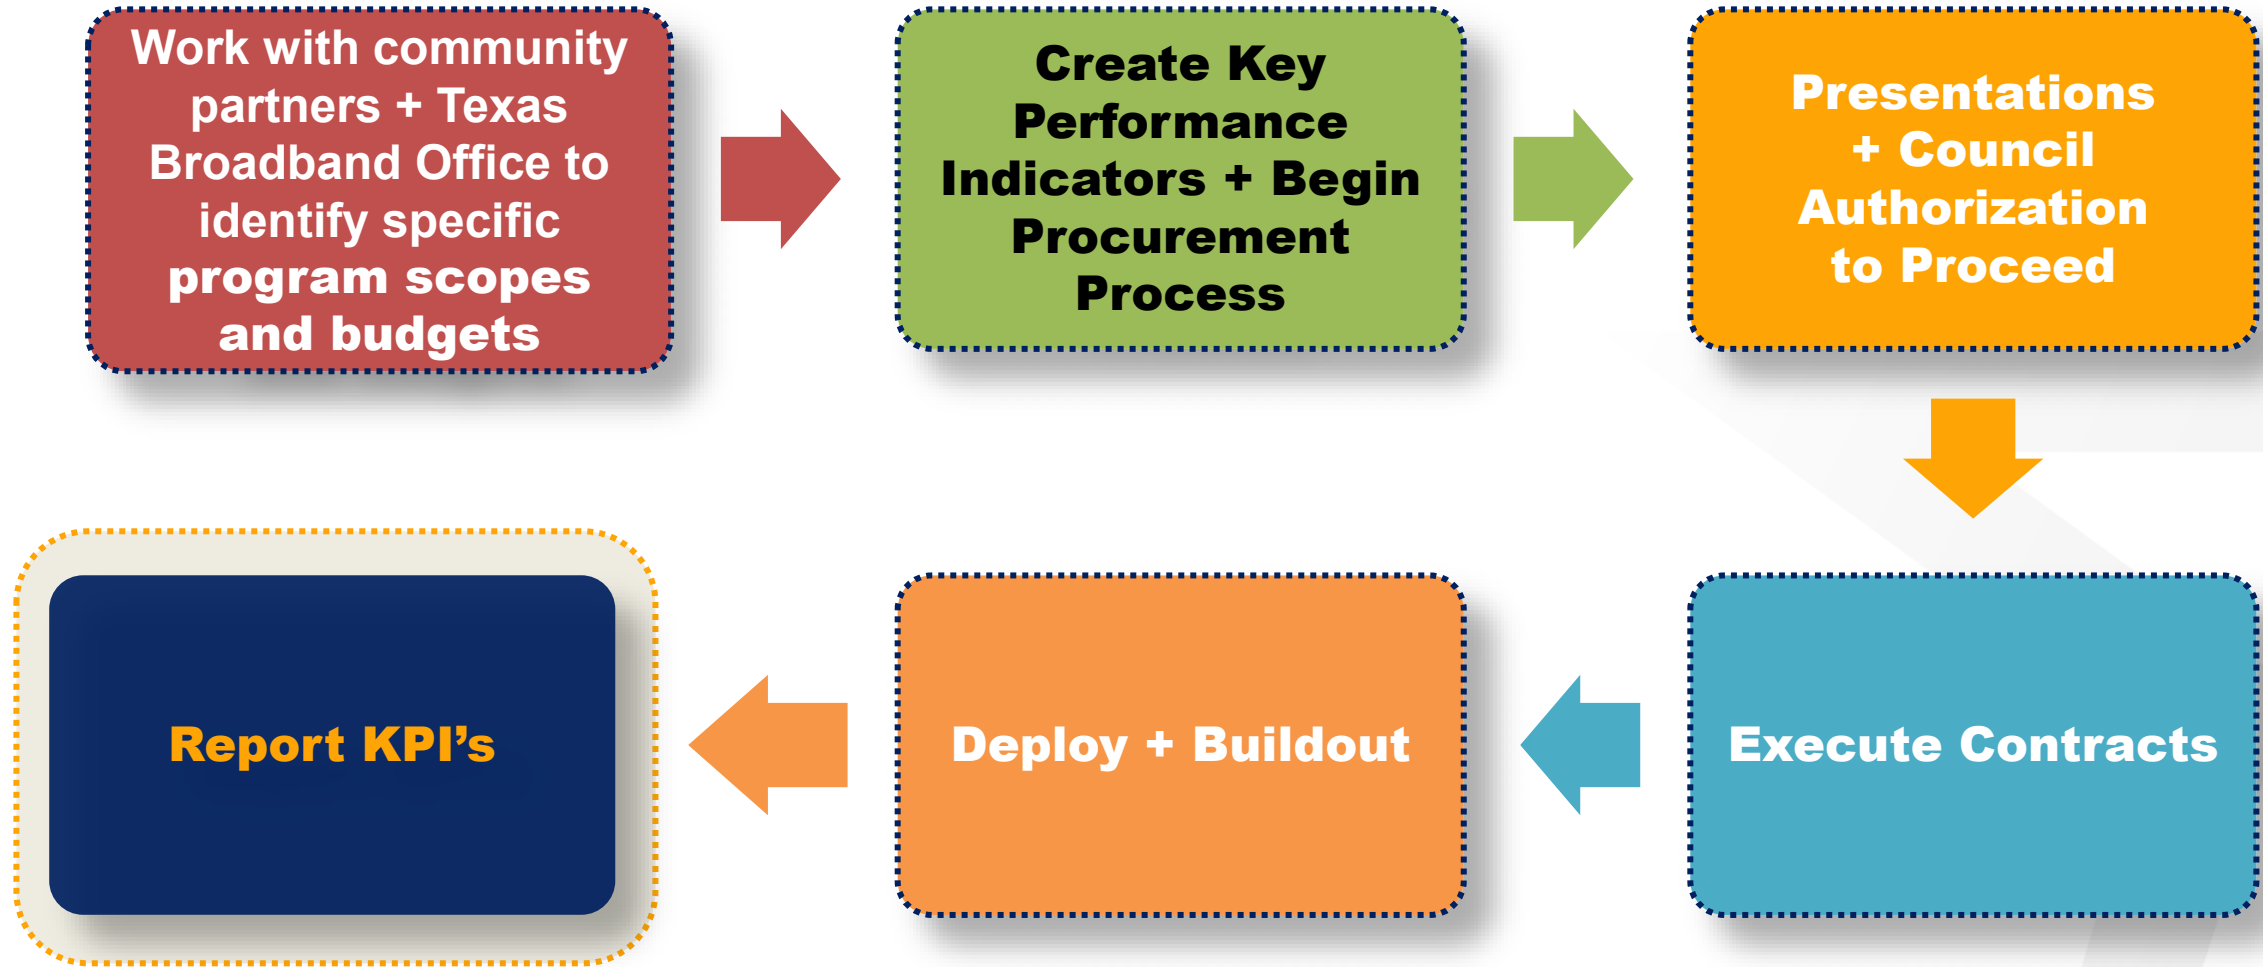 Work with community
partners + Texas
Broadband Office to
identify specific
program scopes
and budgets
Create Key
Performance
Indicators + Begin
Procurement
Process
Presentations
+ Council
Authorization
to Proceed
Execute Contracts
Deploy + Buildout
Report KPI’s